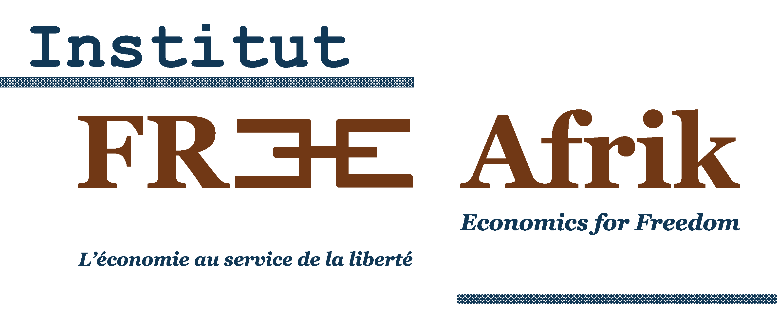 Institut
FREE Afrik
Economics for Freedom
L'économie au service de la liberté